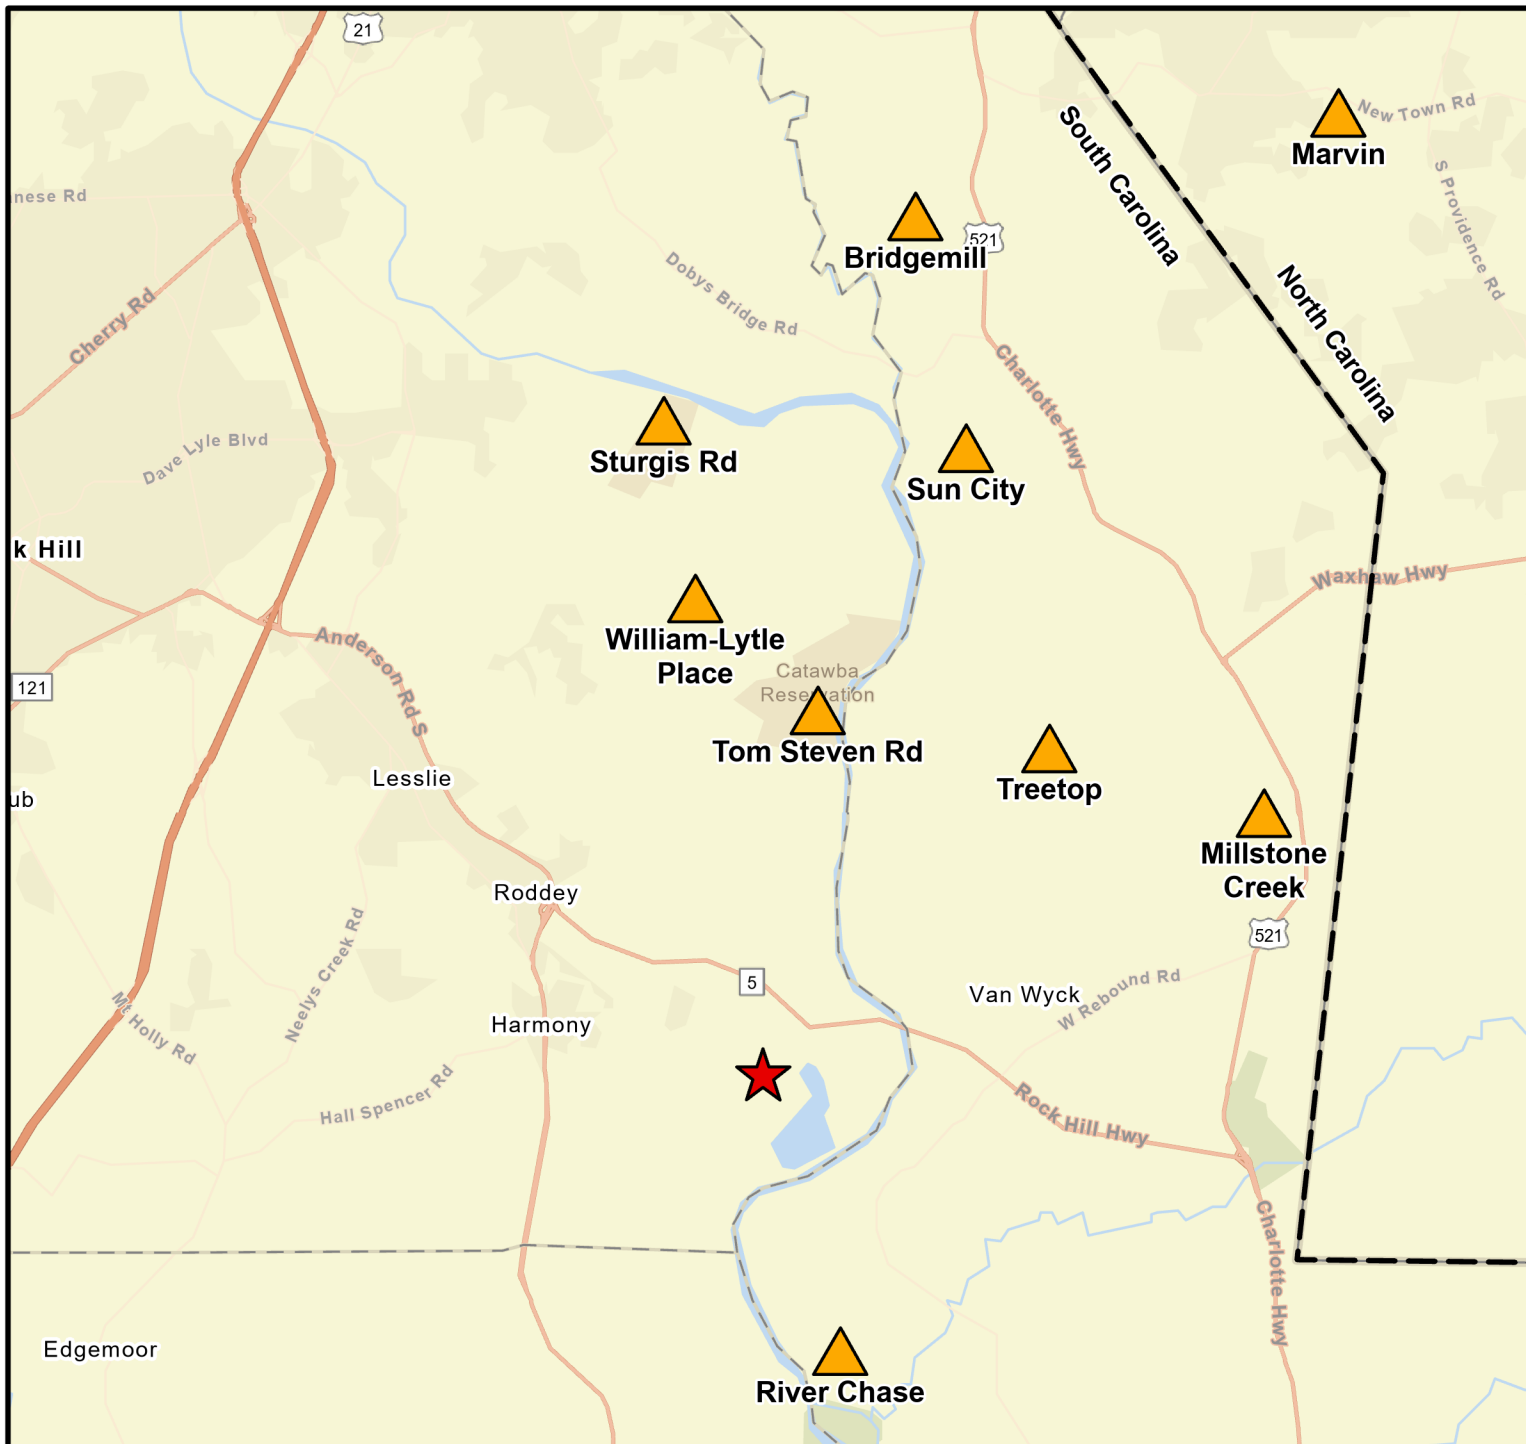 21
New Town Rd
Marvin
South Carolina
S Providence Rd
nese Rd
521
Bridgemill
Dobys Bridge Rd
North Carolina
Cherry Rd
Charlotte Hwy
Dave Lyle Blvd
Sturgis Rd
Sun City
k Hill
Waxhaw Hwy
Anderson Rd S
William-Lytle
Place
Catawba
Reservation
121
Tom Steven Rd
Lesslie
Treetop
ub
Millstone
Creek
Roddey
521
Neelys Creek Rd
5
Van Wyck
W Rebound Rd
Mt Holly Rd
Harmony
Hall Spencer Rd
Rock Hill Hwy
Charlotte Hwy
Edgemoor
River Chase